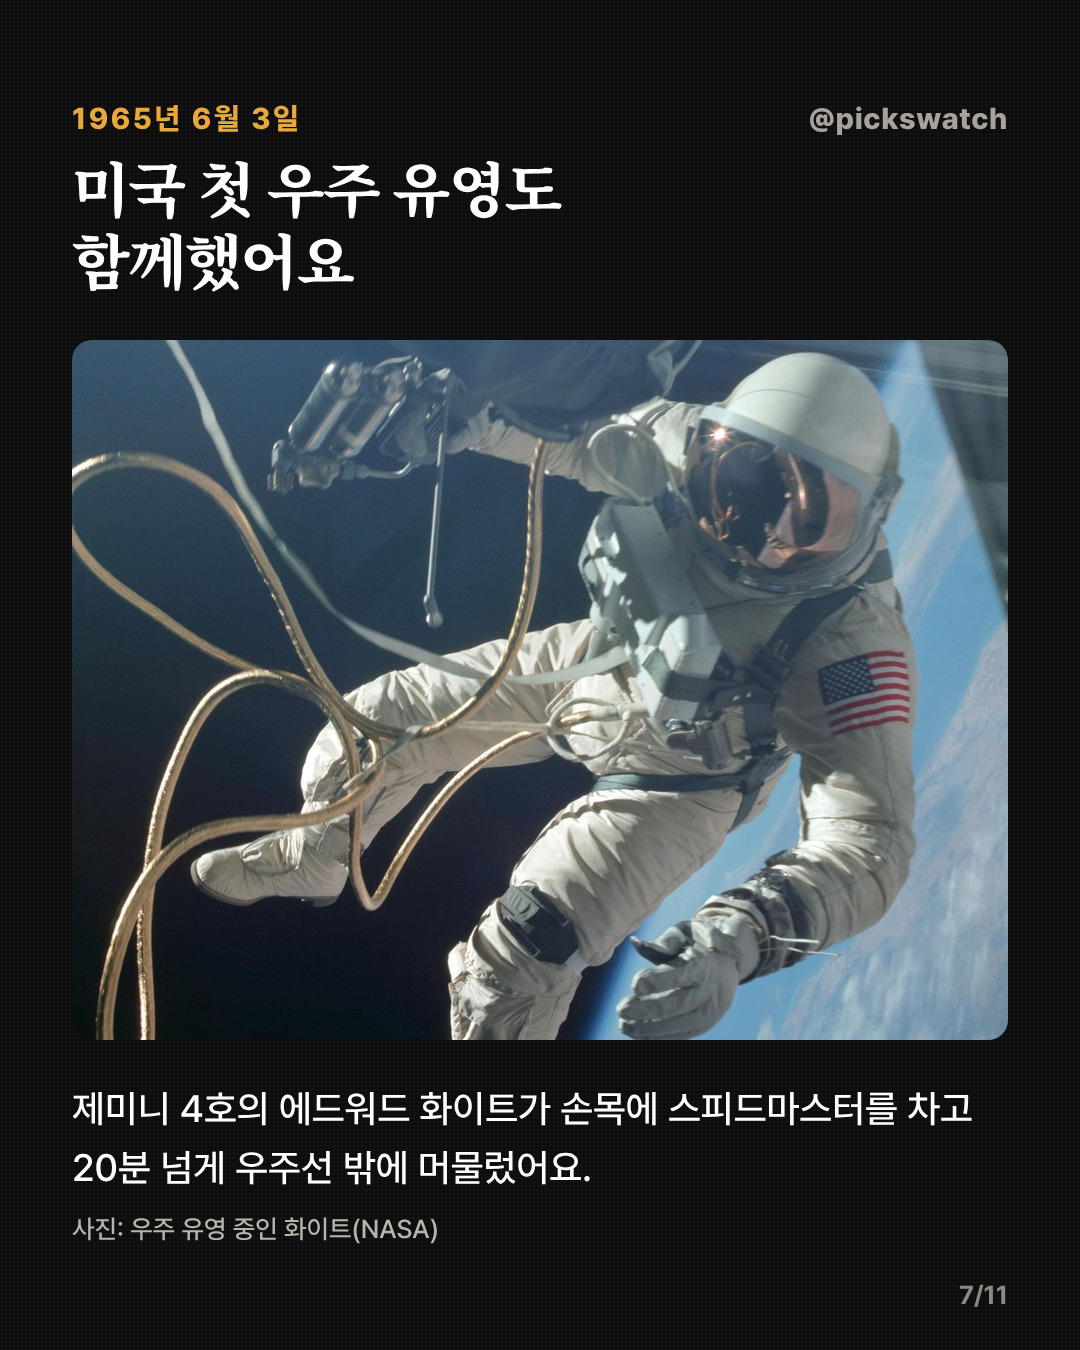 1965년 6월 3일
@pickswatch
미국 첫 우주 유영도
함께했어요
제미니 4호의 에드워드 화이트가 손목에 스피드마스터를 차고
20분 넘게 우주선 밖에 머물렀어요.
사진: 우주 유영 중인 화이트(NASA)
7/11